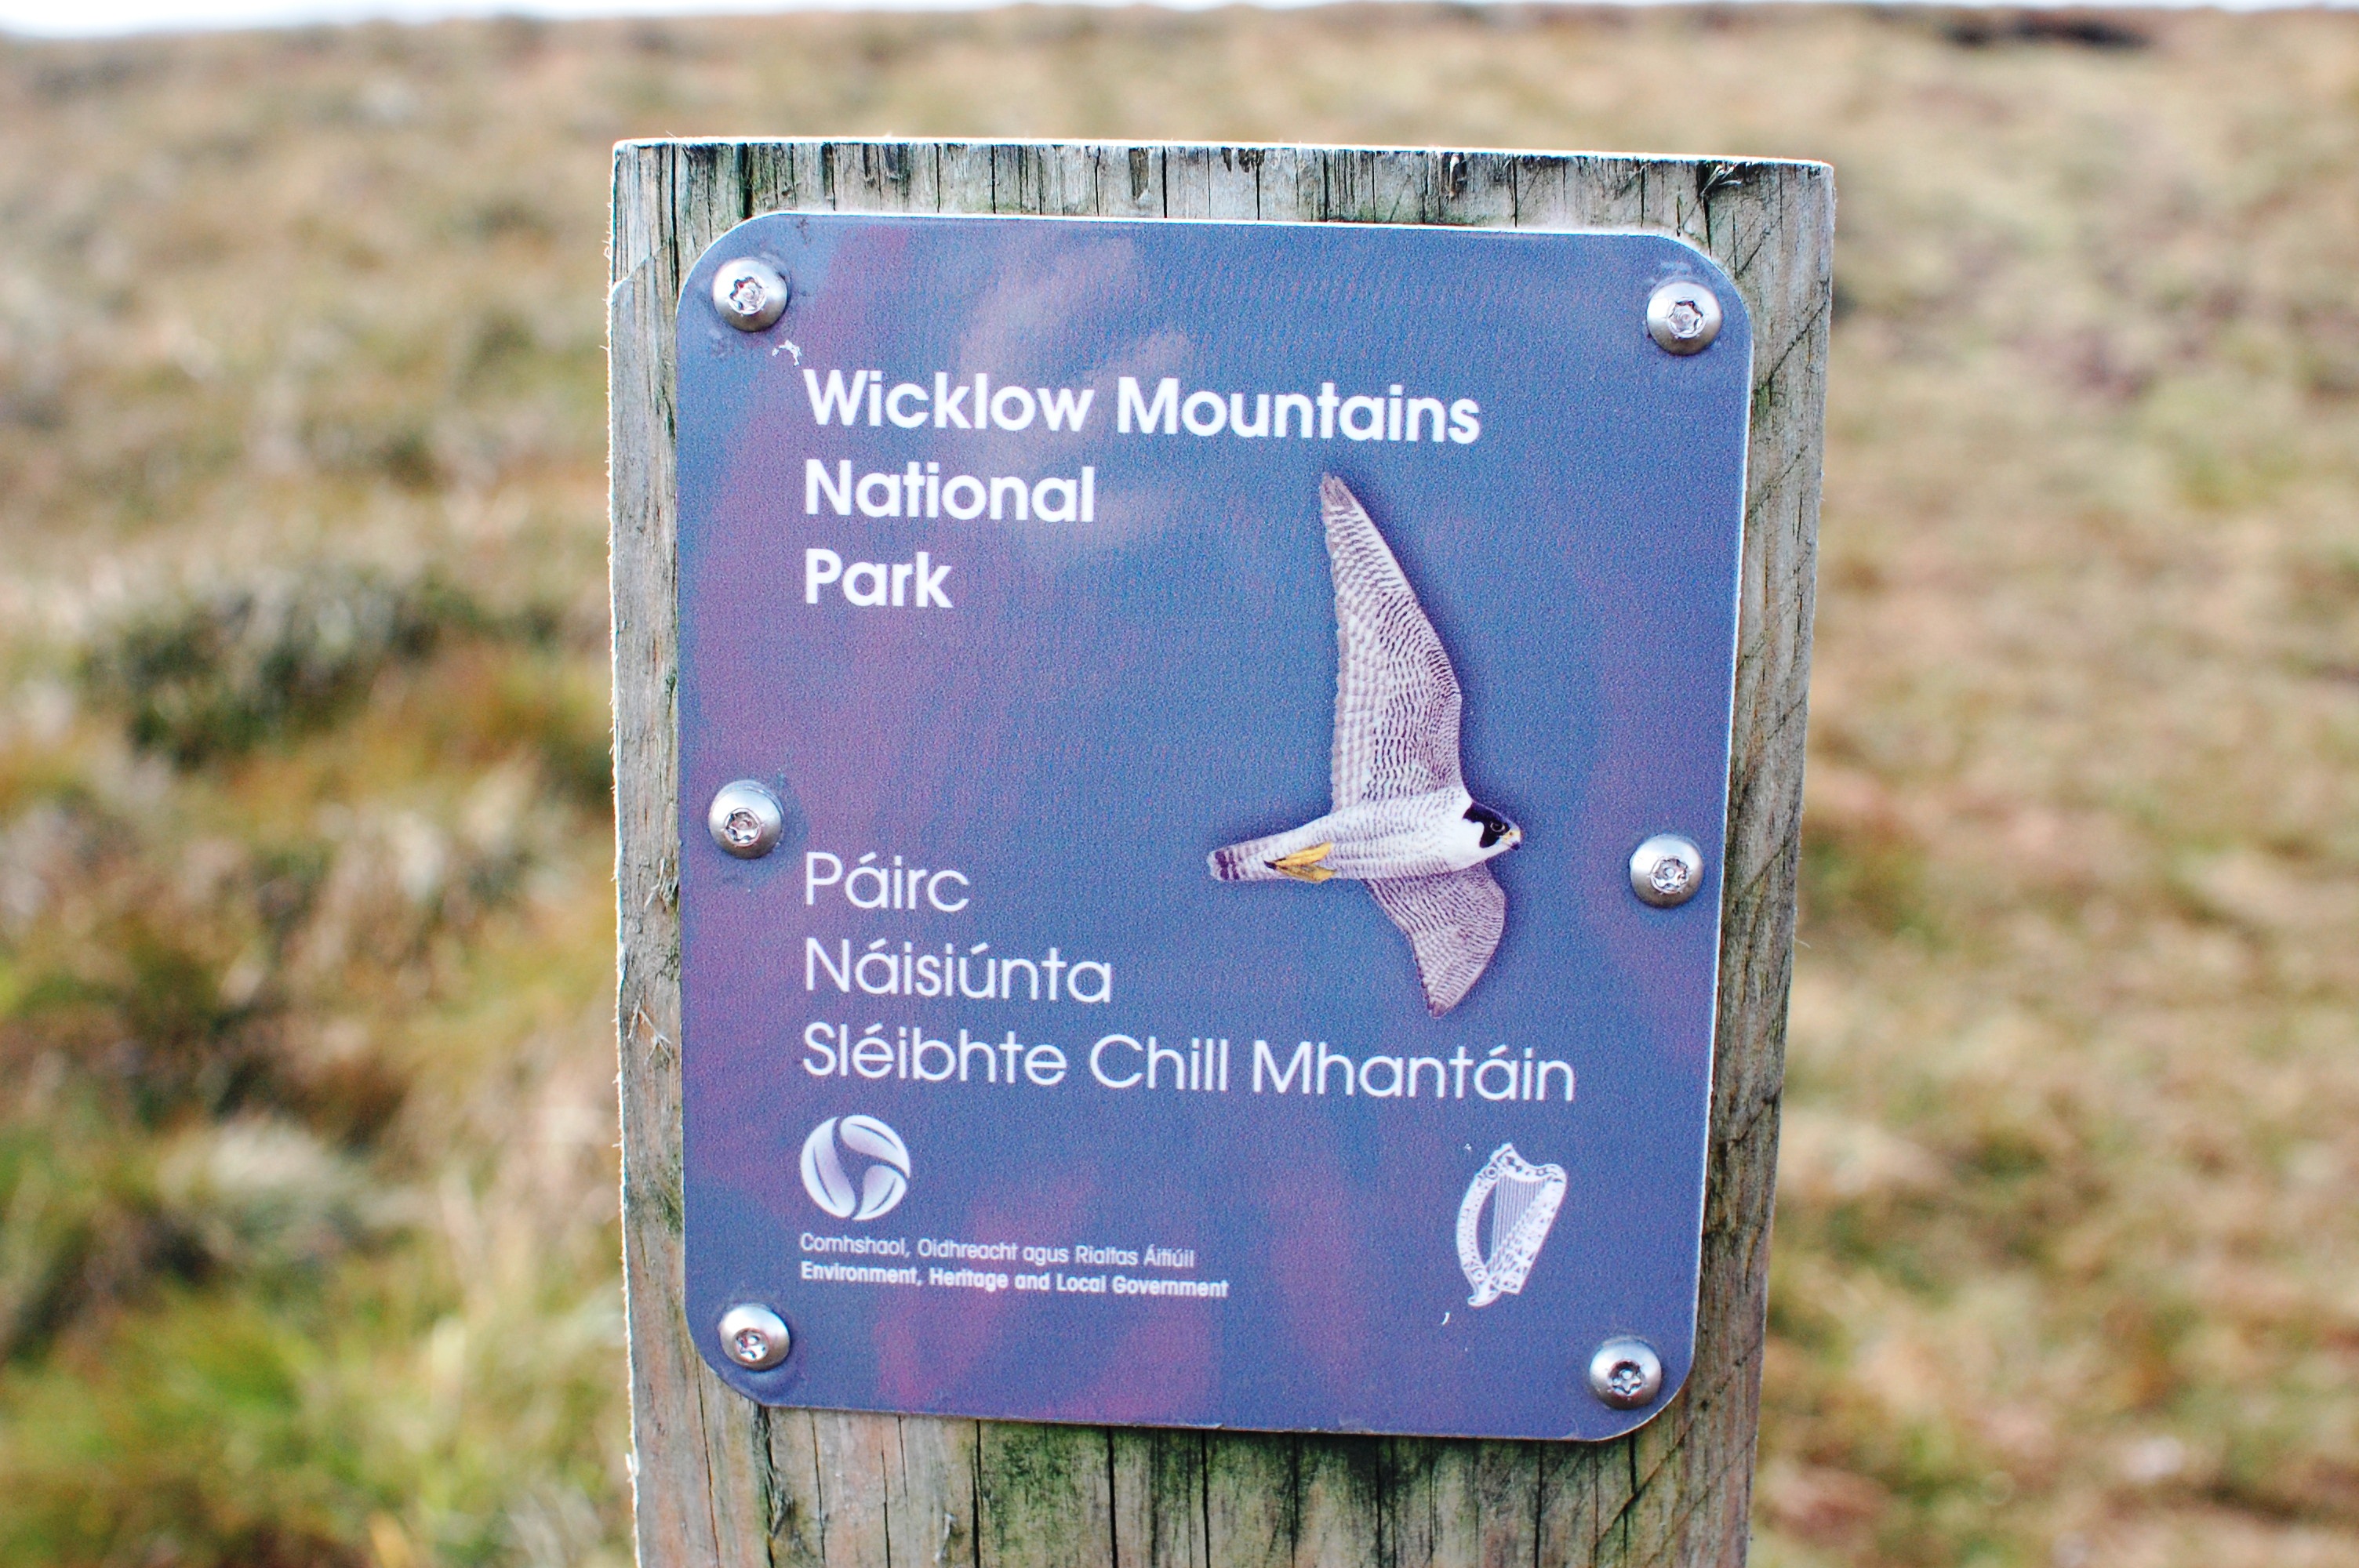 Wicklow Mountains
National
Park
Páirc
Náisiúnta
Sléibhte Chill Mhantáin
Comhshaol, Oidhreacht agus Rialtas Áitiúil
Environment, Heritage and Local Government